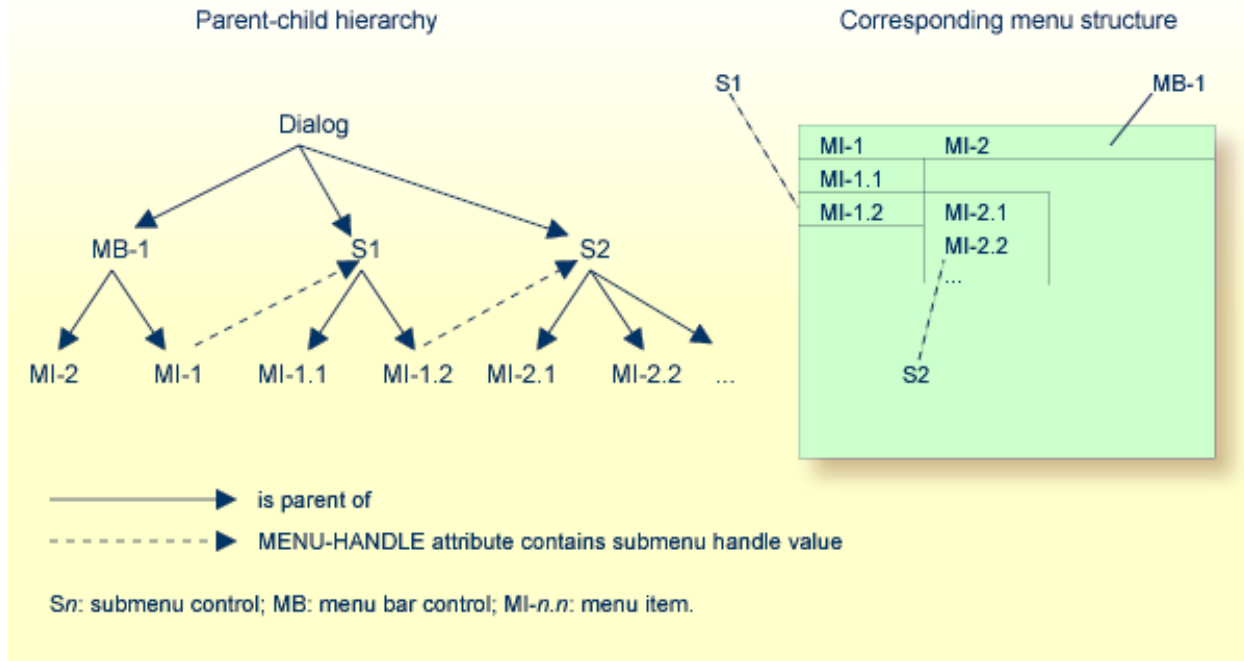 Parent-child hierarchy
Corresponding menu structure
Dialog
MB-1 S1 S2
MI-2 MI-1 MI-1.1 MI-1.2 MI-2.1 MI-2.2 ...
S1 MB-1
MI-1 MI-2
MI-1.1
MI-1.2 MI-2.1
MI-2.2
...
S2
is parent of
MENU-HANDLE attribute contains submenu handle value
Sn: submenu control; MB: menu bar control; MI-n.n: menu item.